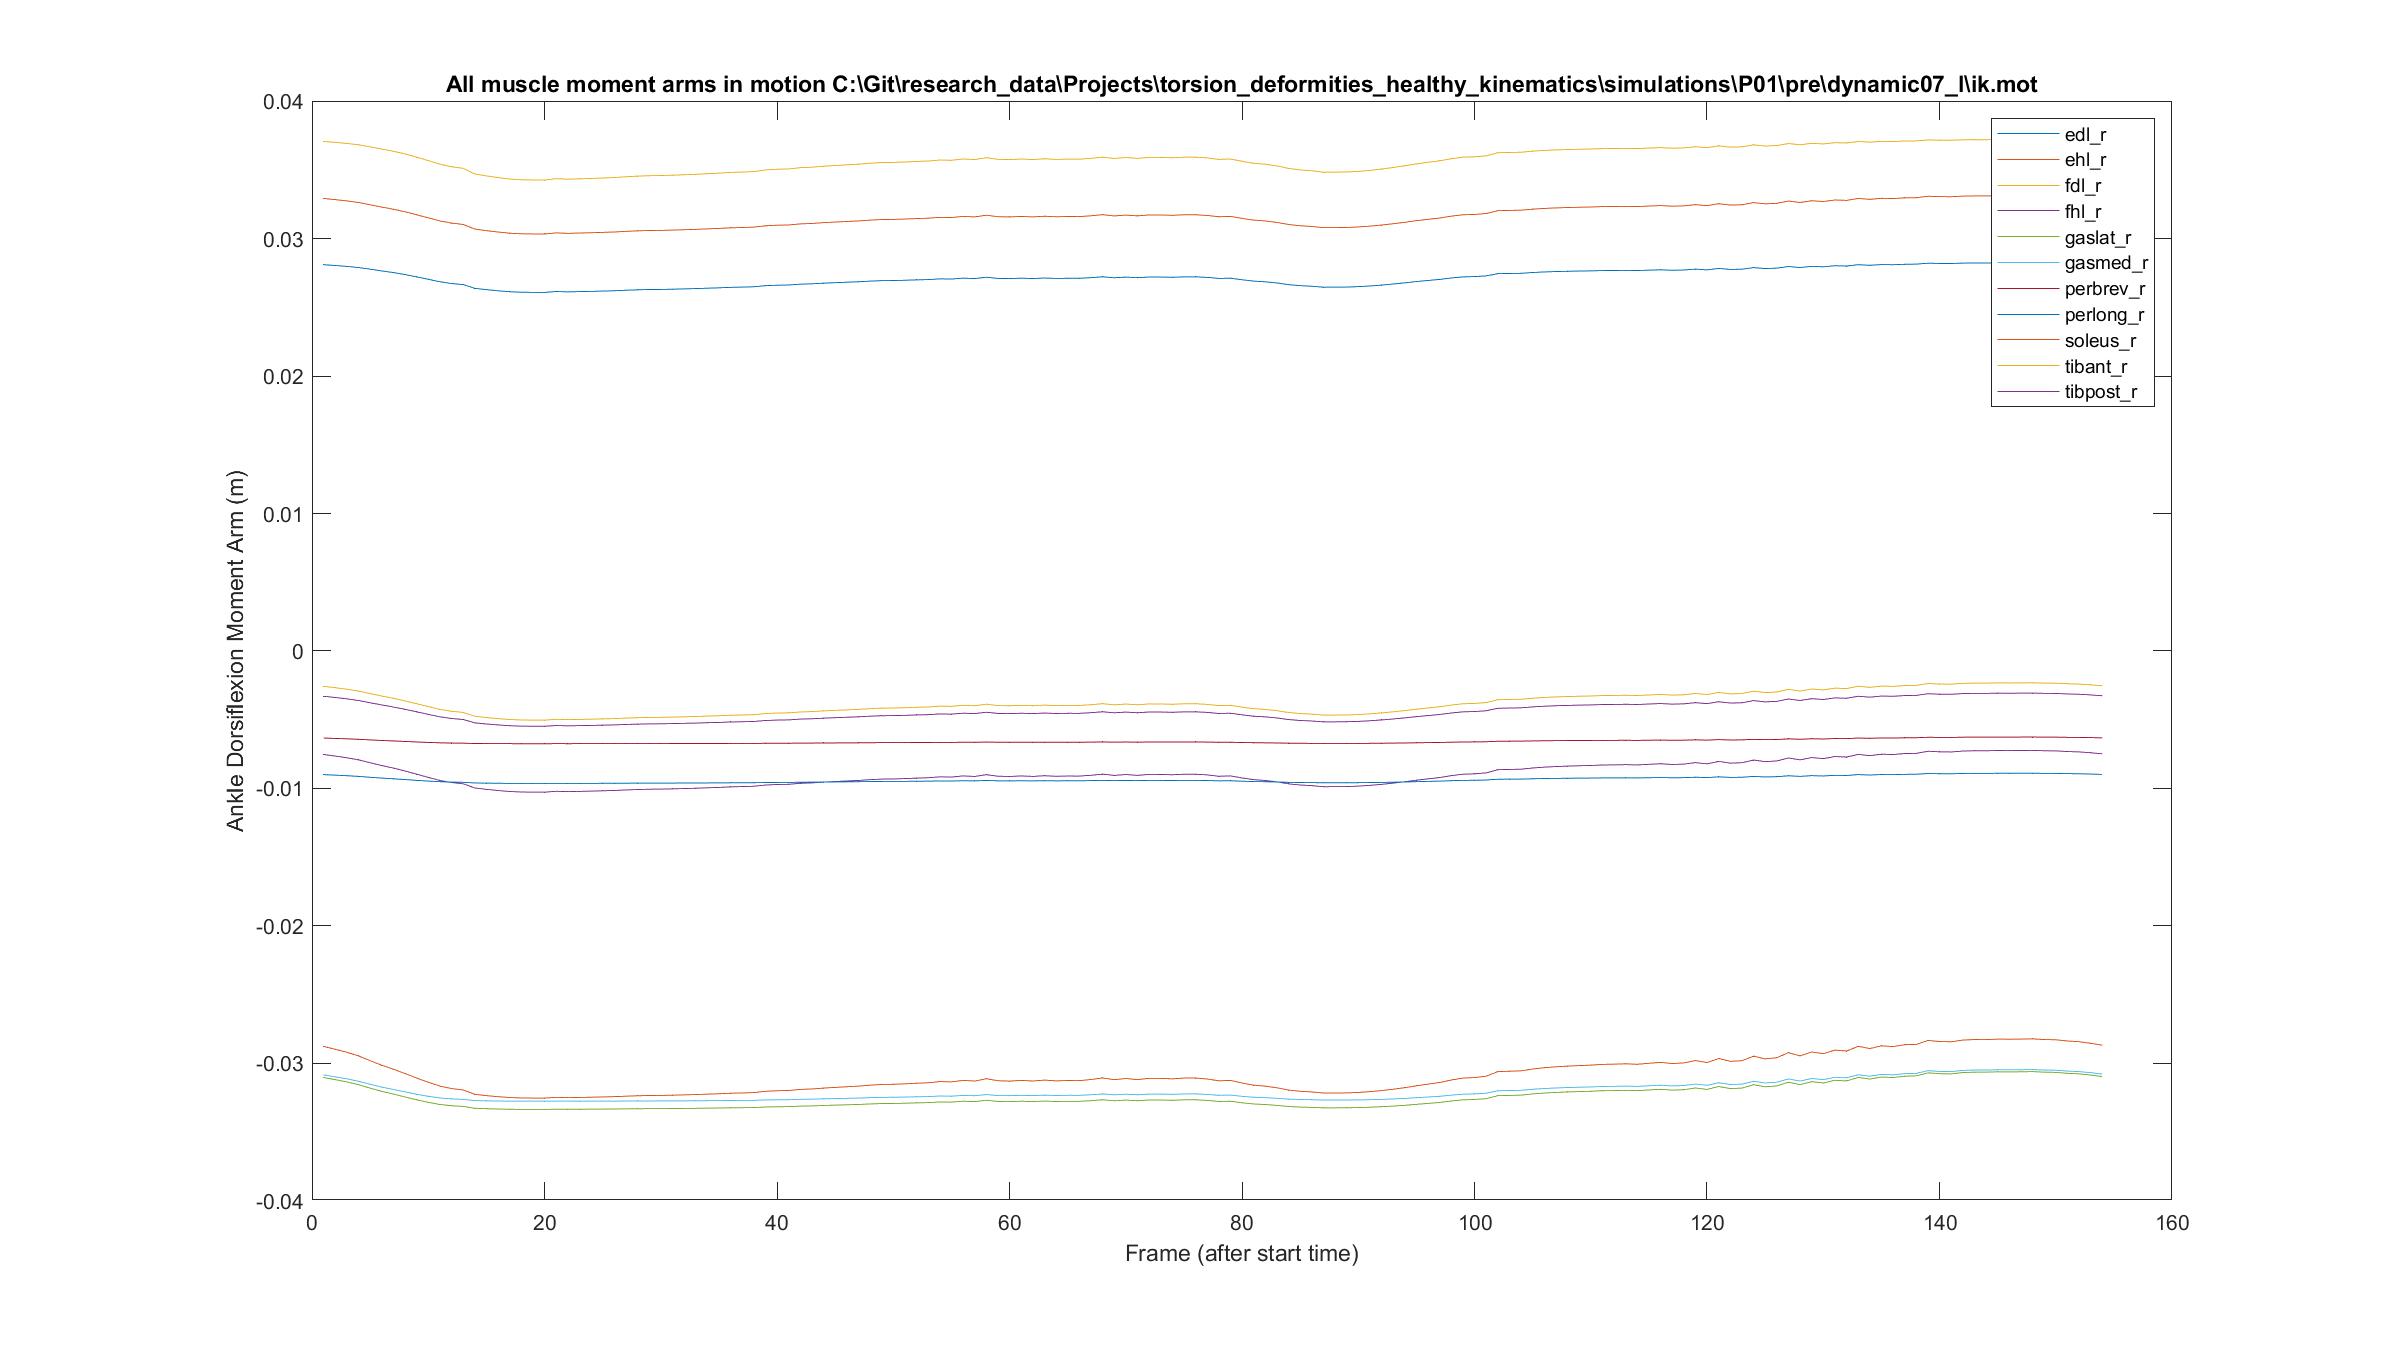 All muscle moment arms in motion C:\Git\research_data\Projects\torsion_deformities_healthy_kinematics\simulations\P01\pre\dynamic07_l\ik.mot
0.04
0.03
0.02
0.01
0
-0.01
-0.02
-0.03
-0.04
Ankle Dorsiflexion Moment Arm (m)
edl_r
ehl_r
fdl_r
fhl_r
gaslat_r
gasmed_r
perbrev_r
perlong_r
soleus_r
tibant_r
tibpost_r
0 20 40 60 80 100 120 140 160
Frame (after start time)